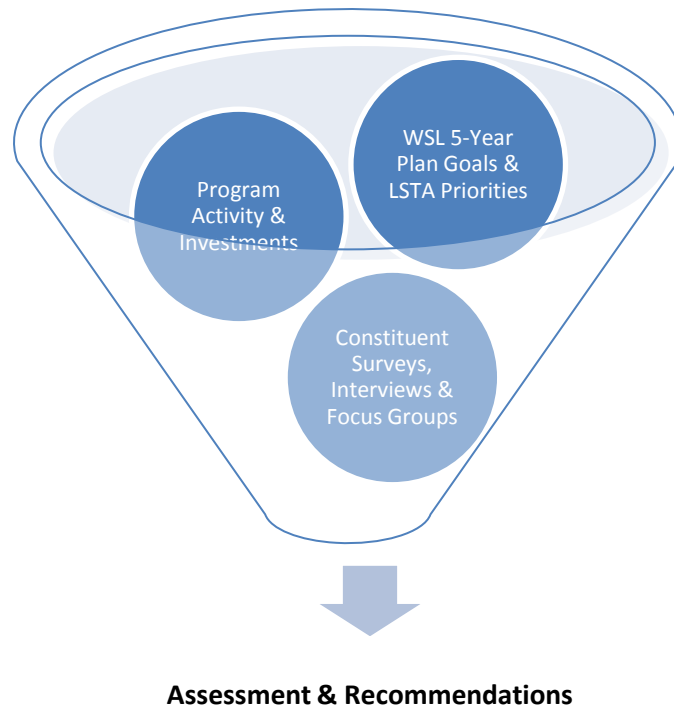 WSL 5-Year
Plan Goals &
LSTA Priorities
Program
Activity &
Investments
Constituent
Surveys,
Interviews &
Focus Groups
Assessment & Recommendations